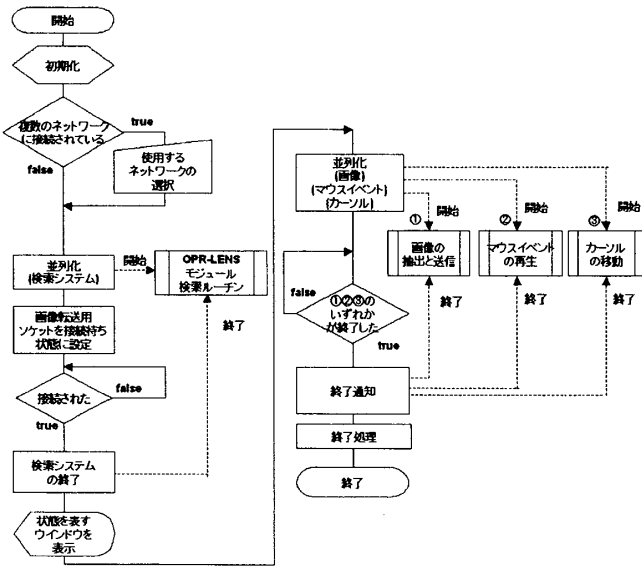 開始
初期化
複数のネットワーク
に接続されている
true
false
使用する
ネットワークの
選択
並列化
(検索システム)
開始
OPR-LENS
モジュール
検索ルーチン
終了
画像転送用
ソケットを接続待ち
状態に設定
接続された
false
true
検索システム
の終了
状態を表す
ウインドウを
表示
並列化
(画像)
(マウスイベント)
(カーソル)
① 開始
② 開始
③ 開始
画像の
抽出と送信
マウスイベント
の再生
カーソル
の移動
終了
終了
終了
false
①②③の
いずれか
が終了した
true
終了通知
終了処理
終了